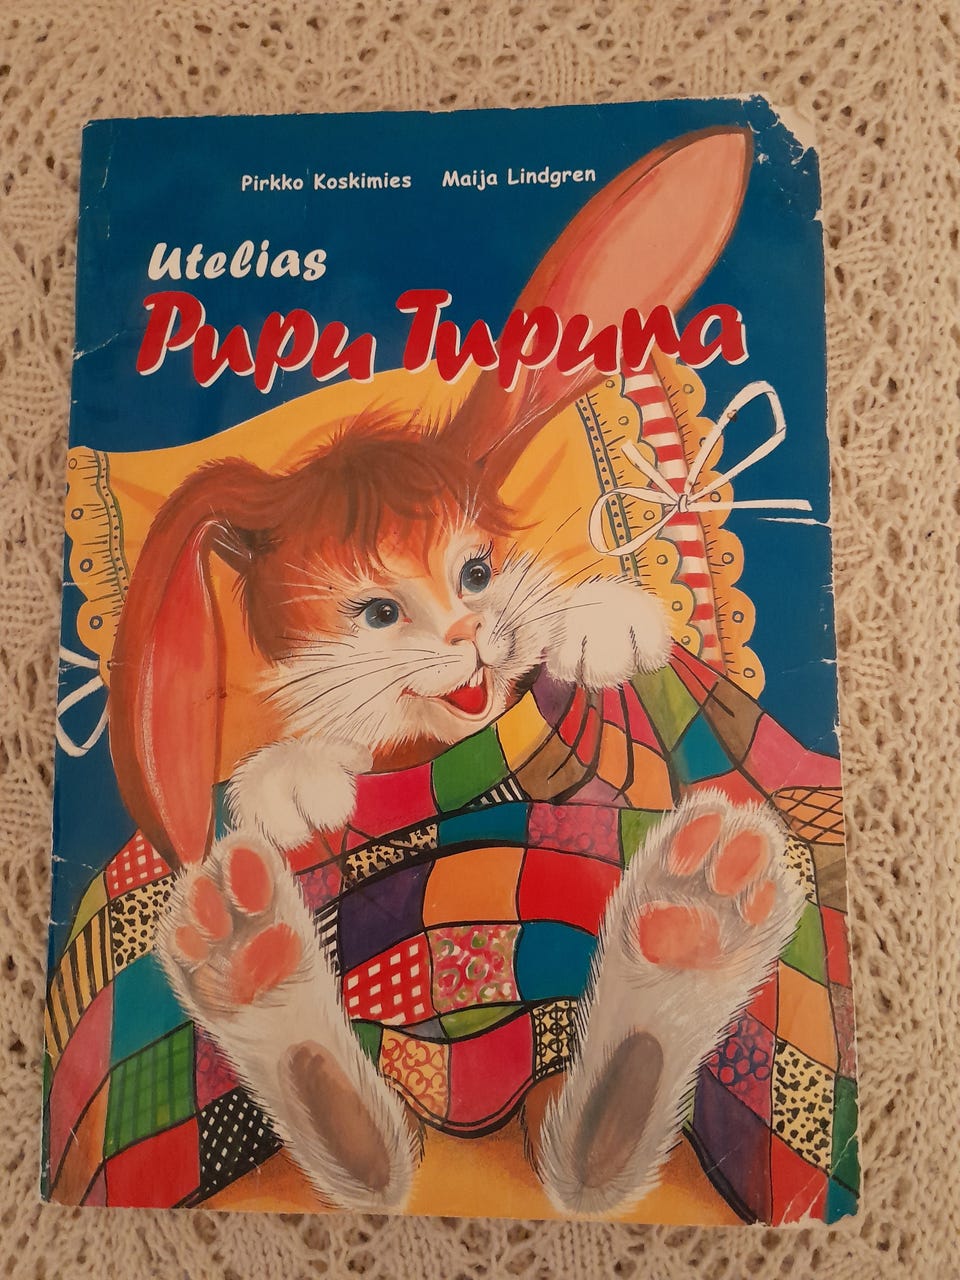 Pirkko Koskimies Maija Lindgren
Utelias
Pupu Tupuna